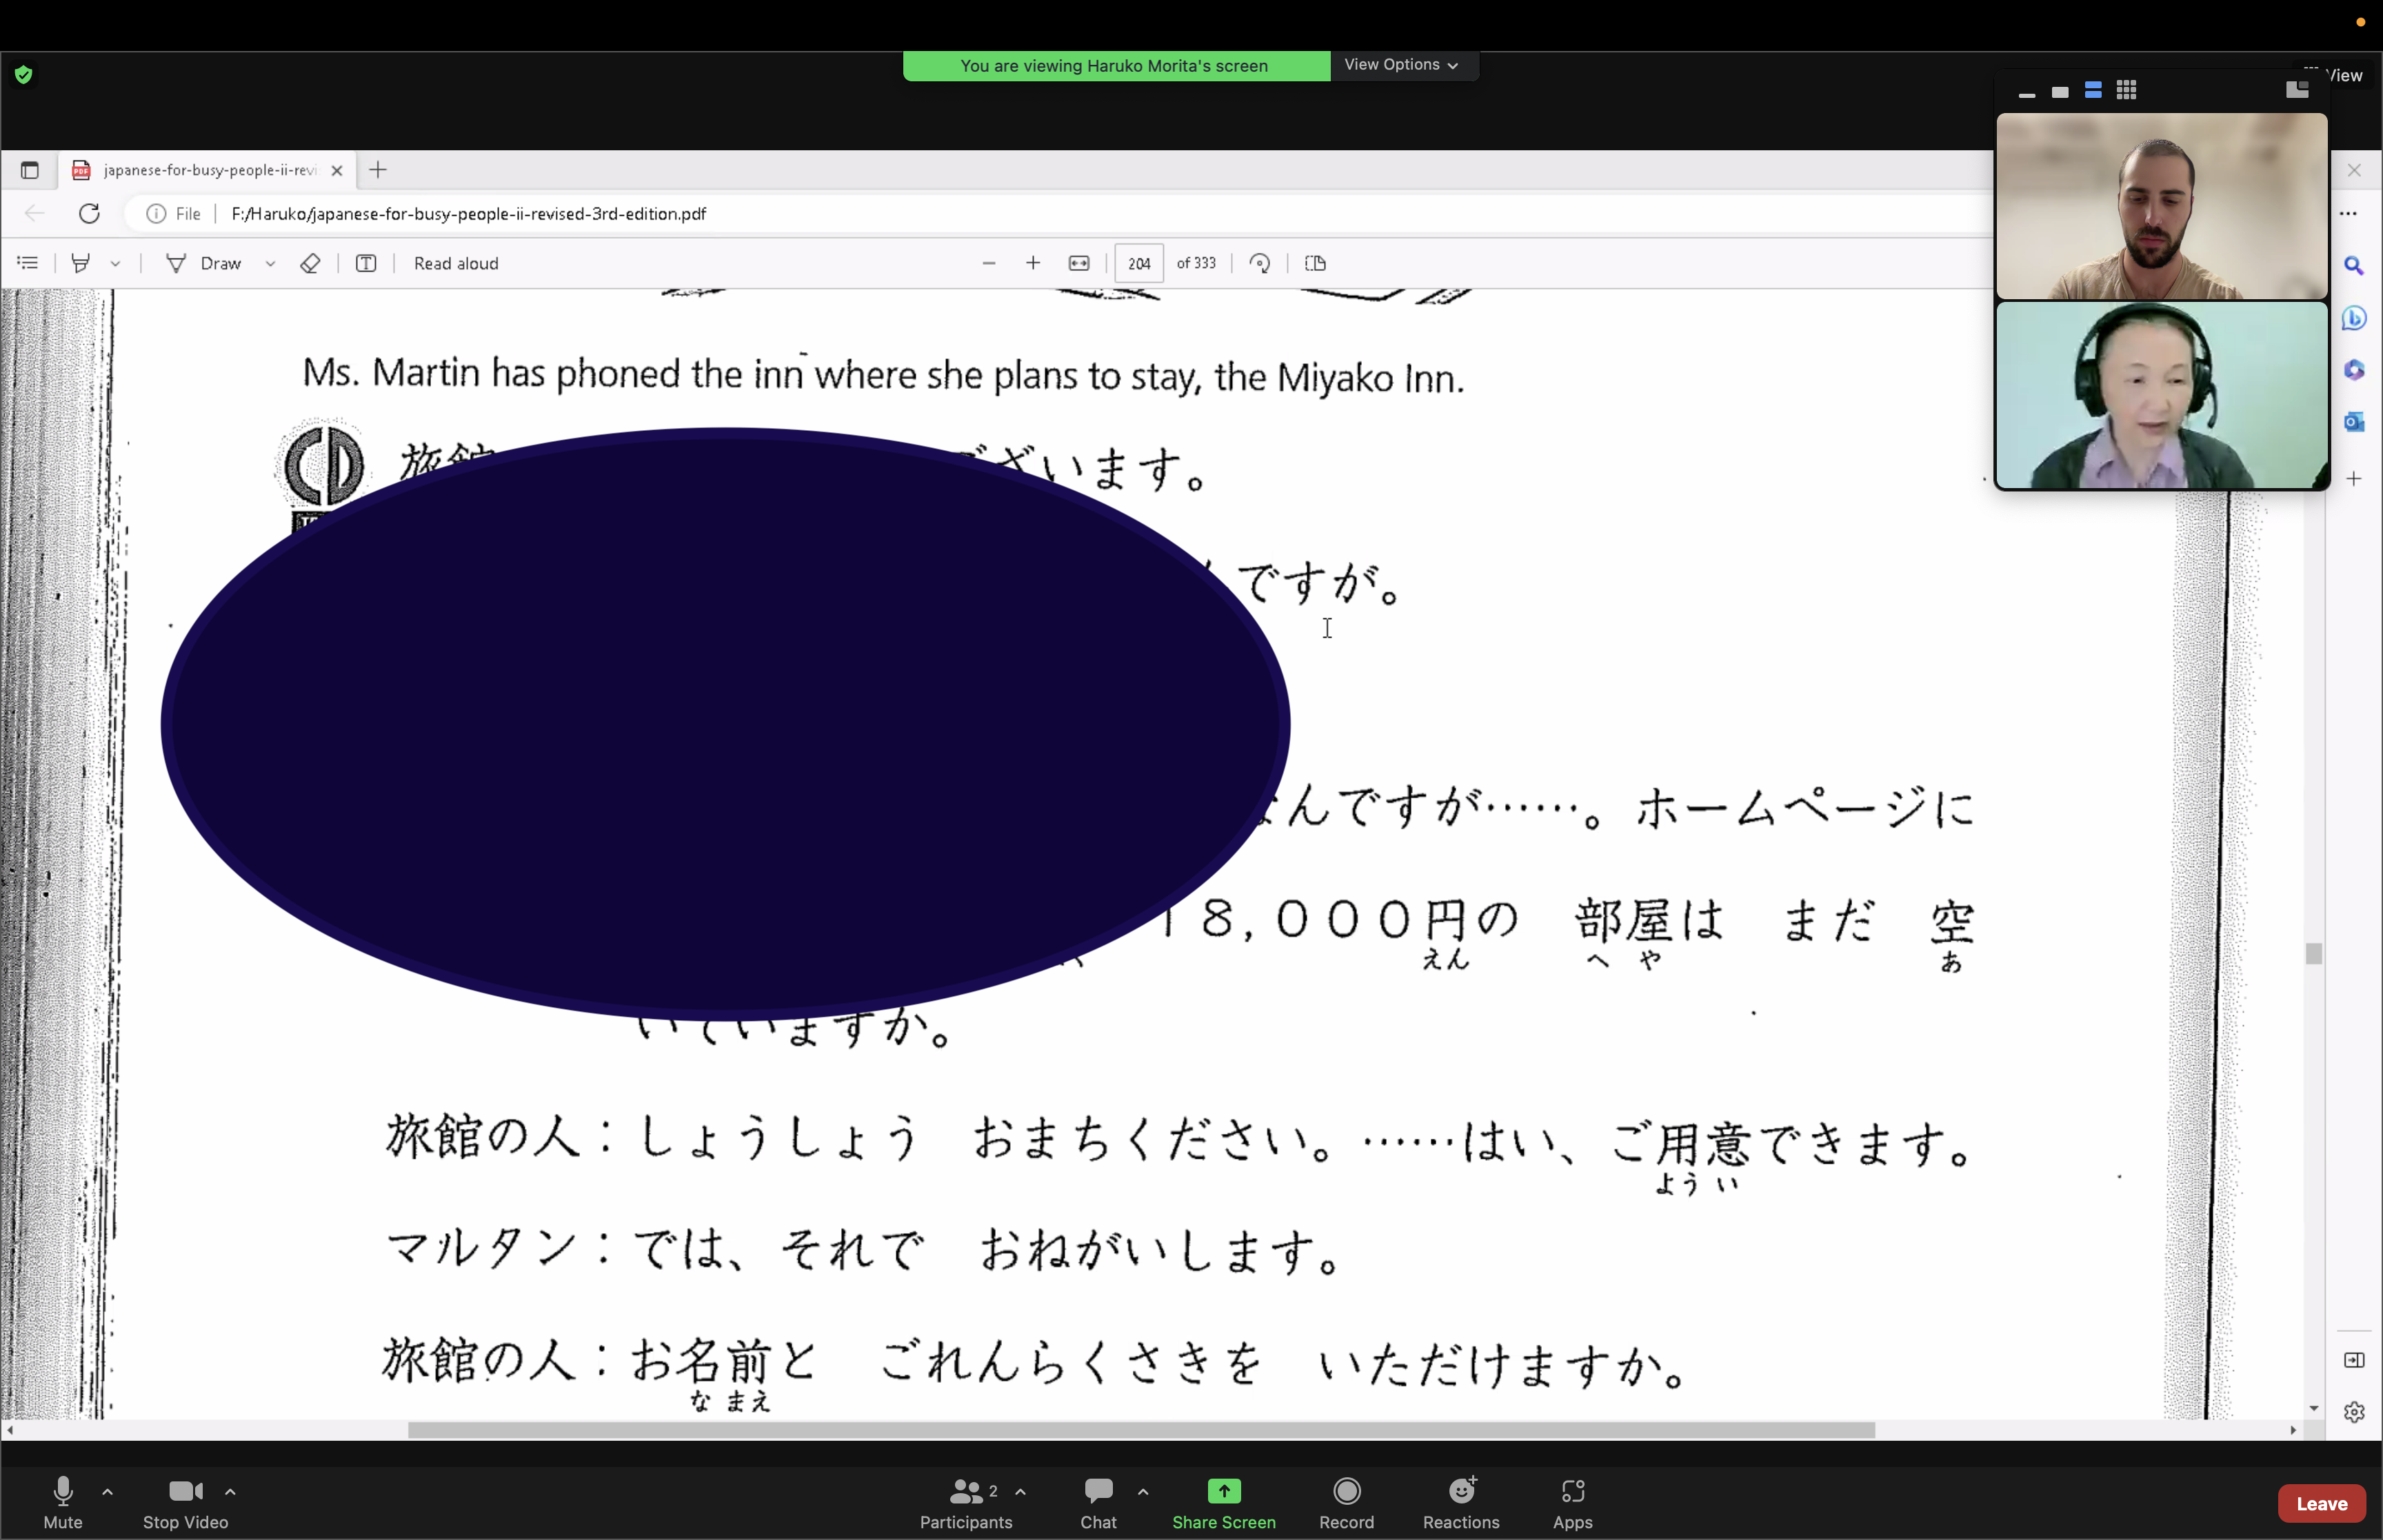 You are viewing Haruko Morita's screen
View Options
View
japanese-for-busy-people-ii-revi
File
F:/Haruko/japanese-for-busy-people-ii-revised-3rd-edition.pdf
Draw
Read aloud
204 of 333
Ms. Martin has phoned the inn where she plans to stay, the Miyako Inn.
CD
旅館 ございます。
ですが。
なんですが……。ホームページに
18,000円の 部屋は まだ 空
えん へ や あ
いていますか。
旅館の人：しょうしょう おまちください。……はい、ご用意できます。
よう い
マルタン：では、それで おねがいします。
旅館の人：お名前と ごれんらくさきを いただけますか。
な まえ
Mute
Stop Video
Participants
2
Chat
Share Screen
Record
Reactions
Apps
Leave